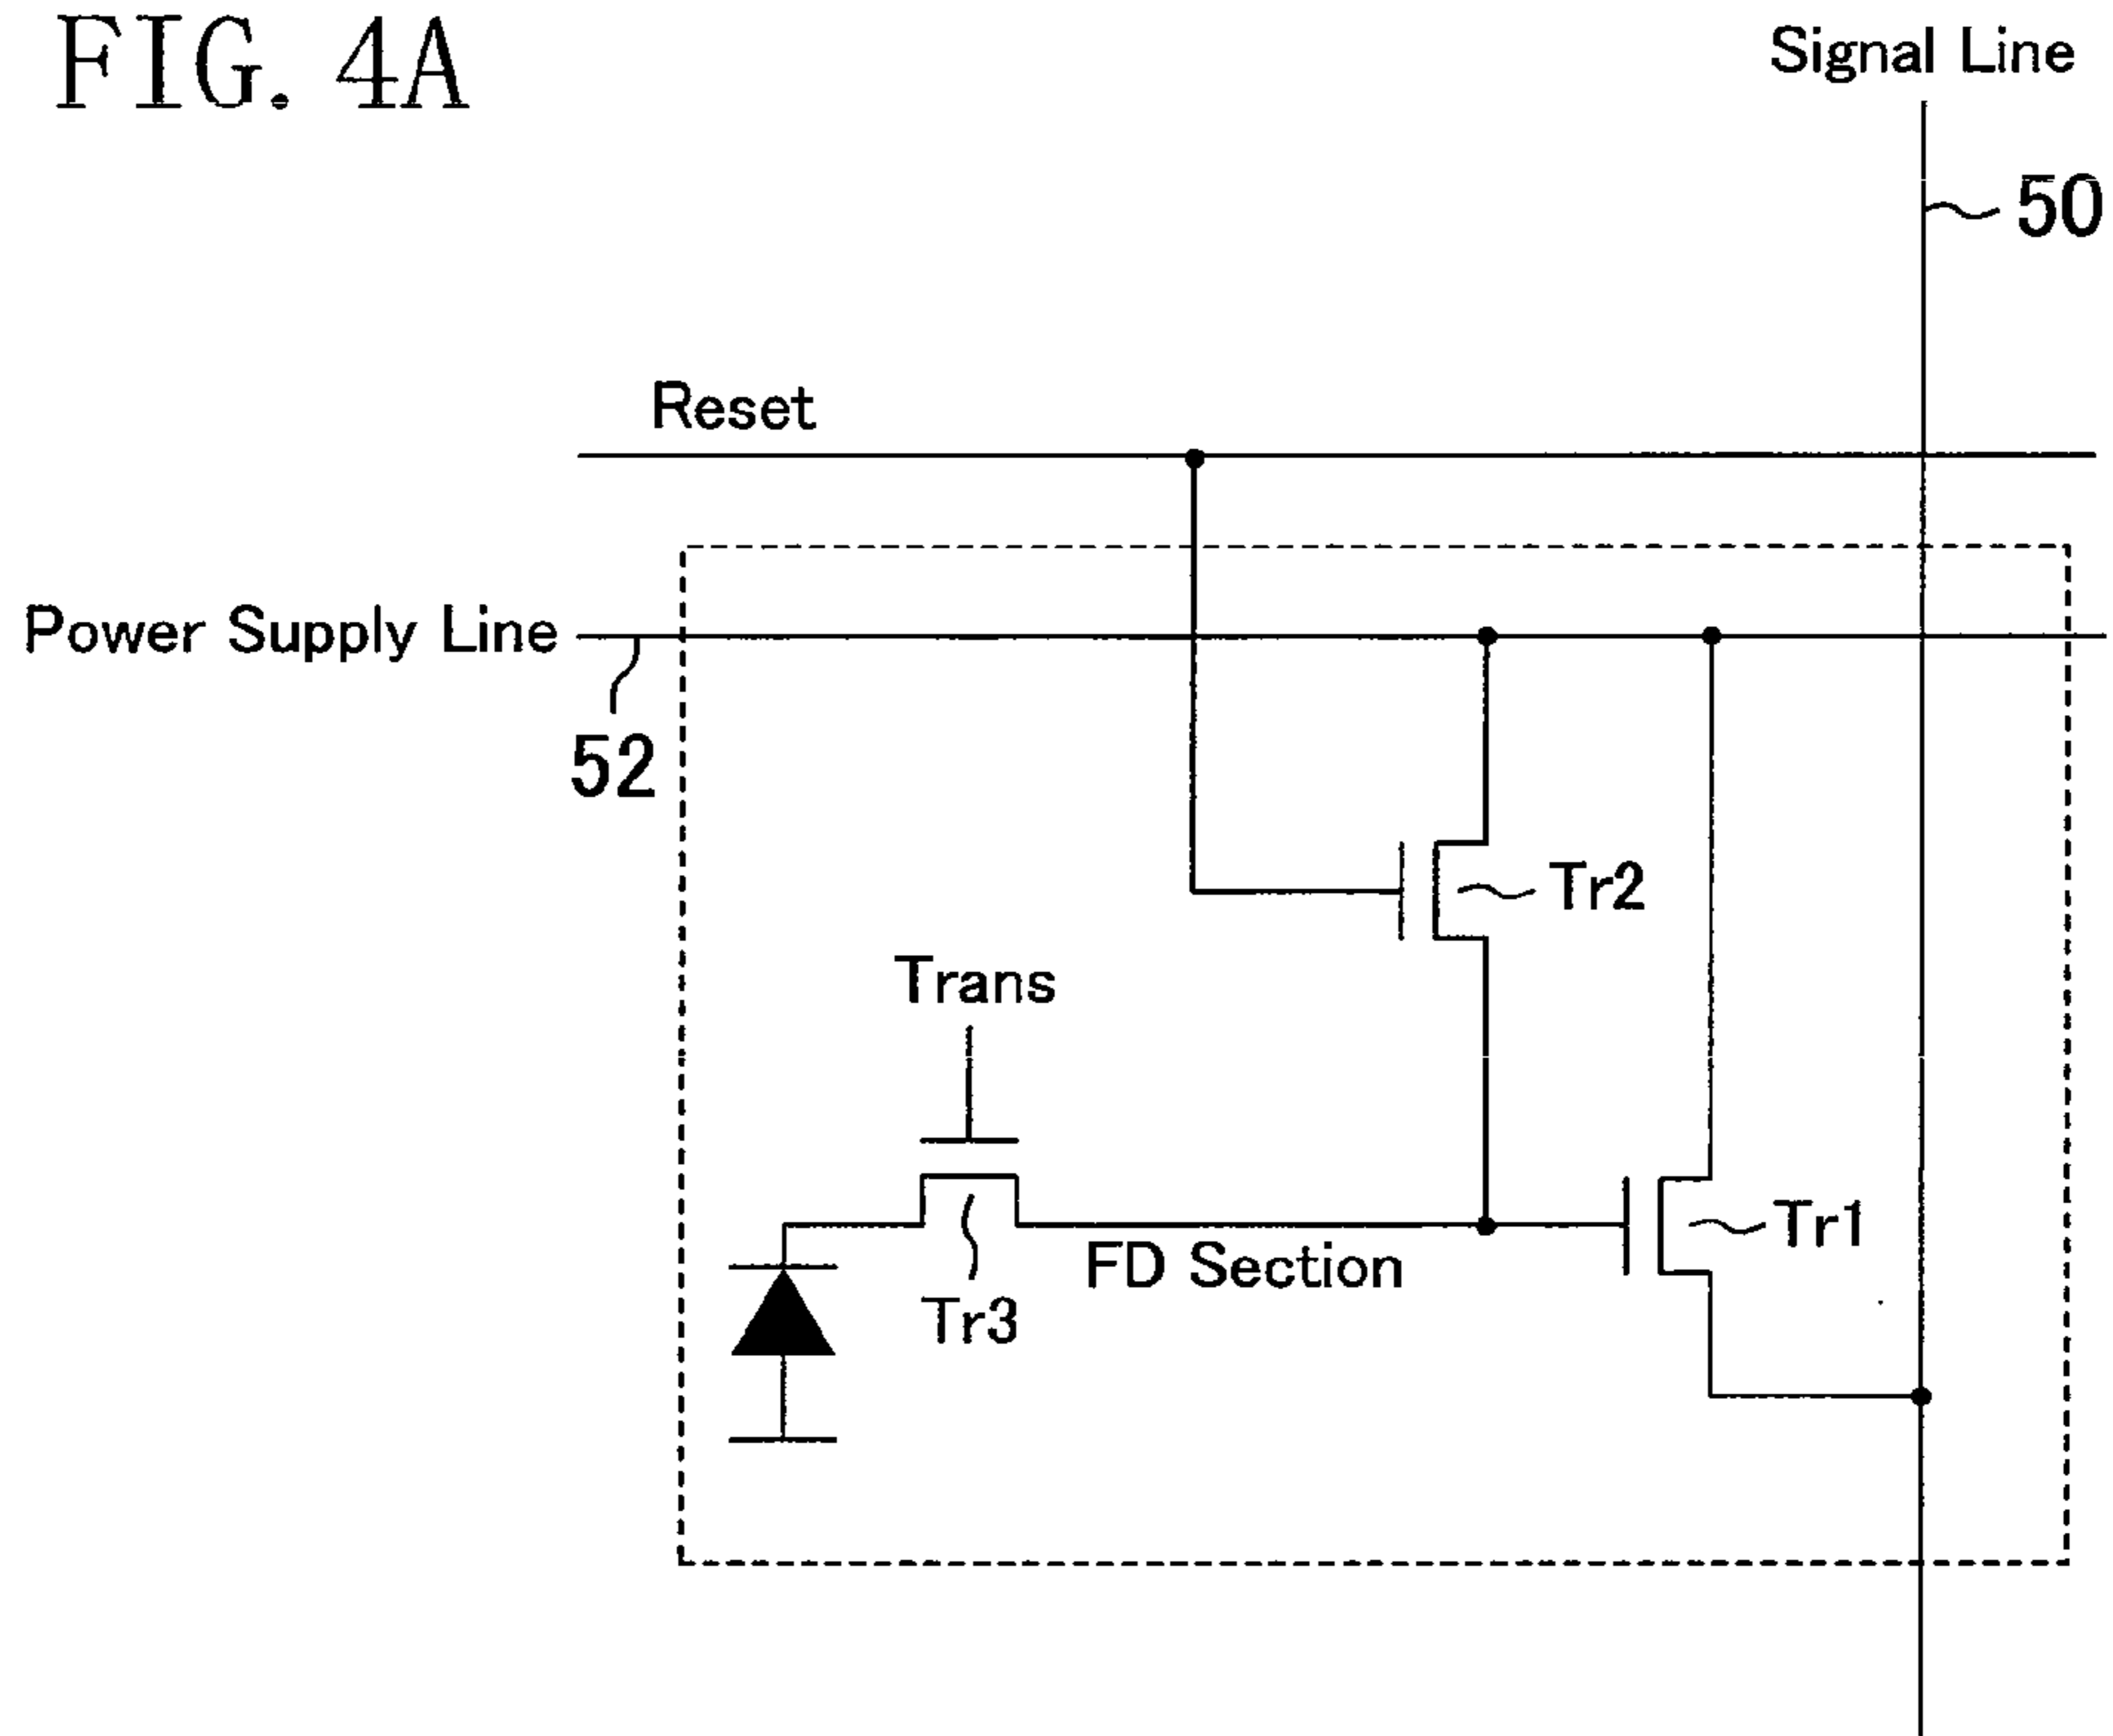 FIG. 4A
Signal Line
50
Reset
Power Supply Line
52
Tr2
Trans
Tr1
FD Section
Tr3